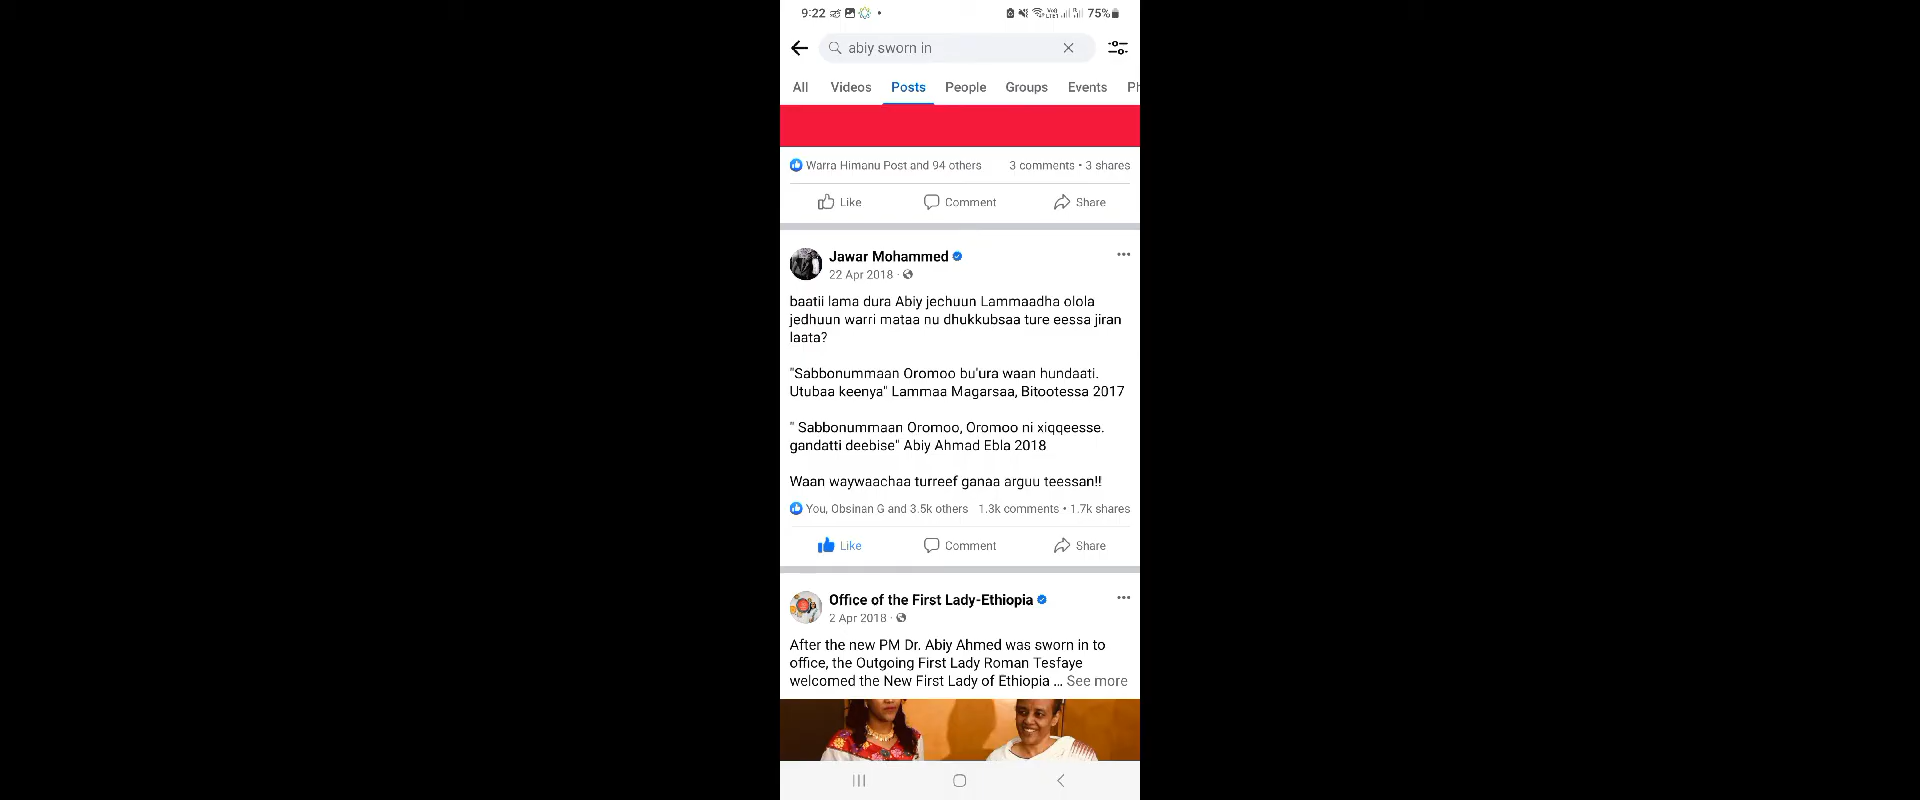 9:22
VoD
LTE1
75%
abiy sworn in
All Videos Posts People Groups Events Ph
Warra Himanu Post and 94 others 3 comments • 3 shares
Like Comment Share
Jawar Mohammed
22 Apr 2018 ·
baatii lama dura Abiy jechuun Lammaadha olola
jedhuun warri mataa nu dhukkubsaa ture eessa jiran
laata?
"Sabbonummaan Oromoo bu'ura waan hundaati.
Utubaa keenya" Lammaa Magarsaa, Bitootessa 2017
" Sabbonummaan Oromoo, Oromoo ni xiqqeesse.
gandatti deebise" Abiy Ahmad Ebla 2018
Waan waywaachaa turreef ganaa arguu teessan!!
You, Obsinan G and 3.5k others 1.3k comments • 1.7k shares
Like Comment Share
Office of the First Lady-Ethiopia
2 Apr 2018 ·
After the new PM Dr. Abiy Ahmed was sworn in to
office, the Outgoing First Lady Roman Tesfaye
welcomed the New First Lady of Ethiopia ... See more